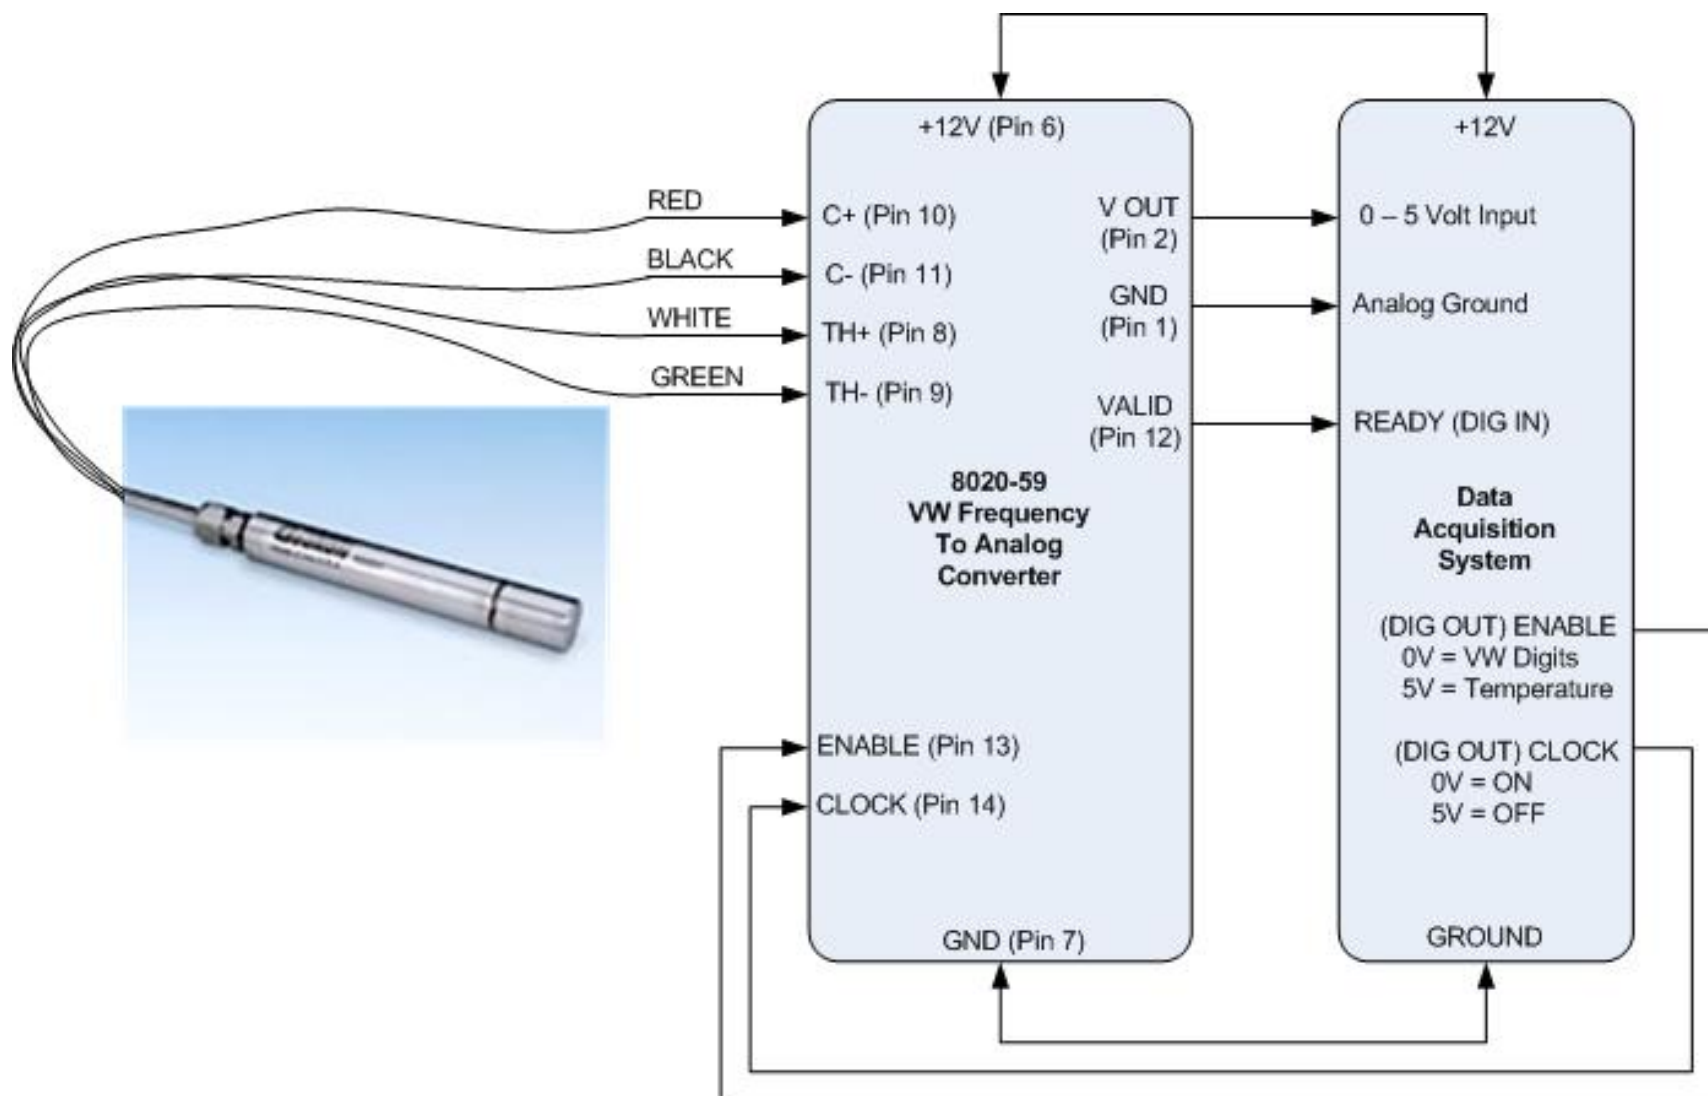 +12V (Pin 6)
+12V
RED
C+ (Pin 10)
V OUT
(Pin 2)
0 – 5 Volt Input
BLACK
C- (Pin 11)
GND
(Pin 1)
Analog Ground
WHITE
TH+ (Pin 8)
GREEN
TH- (Pin 9)
VALID
(Pin 12)
READY (DIG IN)
8020-59
VW Frequency
To Analog
Converter
Data
Acquisition
System
(DIG OUT) ENABLE
0V = VW Digits
5V = Temperature
ENABLE (Pin 13)
(DIG OUT) CLOCK
0V = ON
5V = OFF
CLOCK (Pin 14)
GND (Pin 7)
GROUND